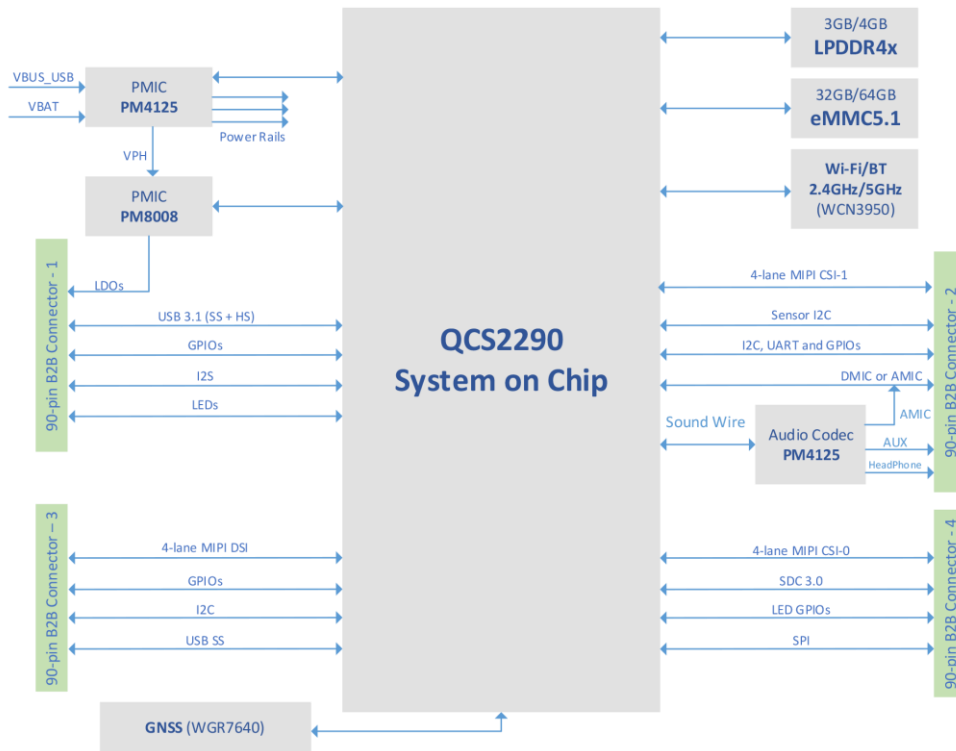 VBUS_USB
VBAT
PMIC
PM4125
Power Rails
VPH
PMIC
PM8008
LDOs
90-pin B2B Connector - 1
USB 3.1 (SS + HS)
GPIOs
I2S
LEDs
90-pin B2B Connector – 3
4-lane MIPI DSI
GPIOs
I2C
USB SS
GNSS (WGR7640)
QCS2290
System on Chip
3GB/4GB
LPDDR4x
32GB/64GB
eMMC5.1
Wi-Fi/BT
2.4GHz/5GHz
(WCN3950)
4-lane MIPI CSI-1
Sensor I2C
I2C, UART and GPIOs
DMIC or AMIC
AMIC
Sound Wire
Audio Codec
PM4125
AUX
HeadPhone
90-pin B2B Connector - 2
4-lane MIPI CSI-0
SDC 3.0
LED GPIOs
SPI
90-pin B2B Connector - 4